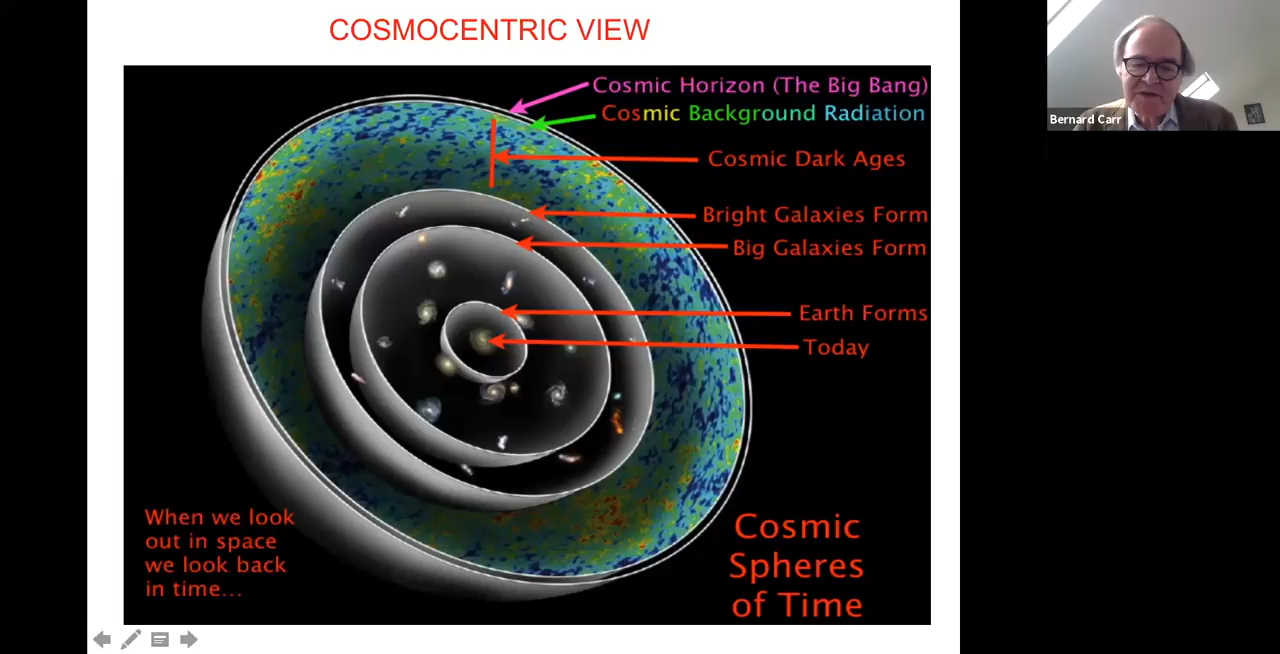 COSMOCENTRIC VIEW
Cosmic Horizon (The Big Bang)
Cosmic Background Radiation
Cosmic Dark Ages
Bright Galaxies Form
Big Galaxies Form
Earth Forms
Today
When we look
out in space
we look back
in time...
Cosmic
Spheres
of Time
Bernard Carr